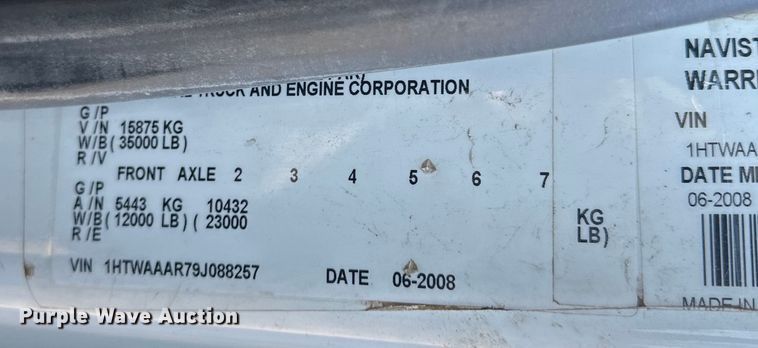 TRUCK AND ENGINE CORPORATION
G/P
V/N 15875 KG
W/B( 35000 LB)
R/V
FRONT AXLE 2 3 4 5 6 7
G/P
A/N 5443 KG 10432
W/B( 12000 LB) ( 23000
R/E
KG
LB)
VIN 1HTWAAAR79J088257 DATE 06-2008
NAVIST
WARR
VIN
1HTWAA
DATE M
06-2008
MADE IN
Purple Wave Auction